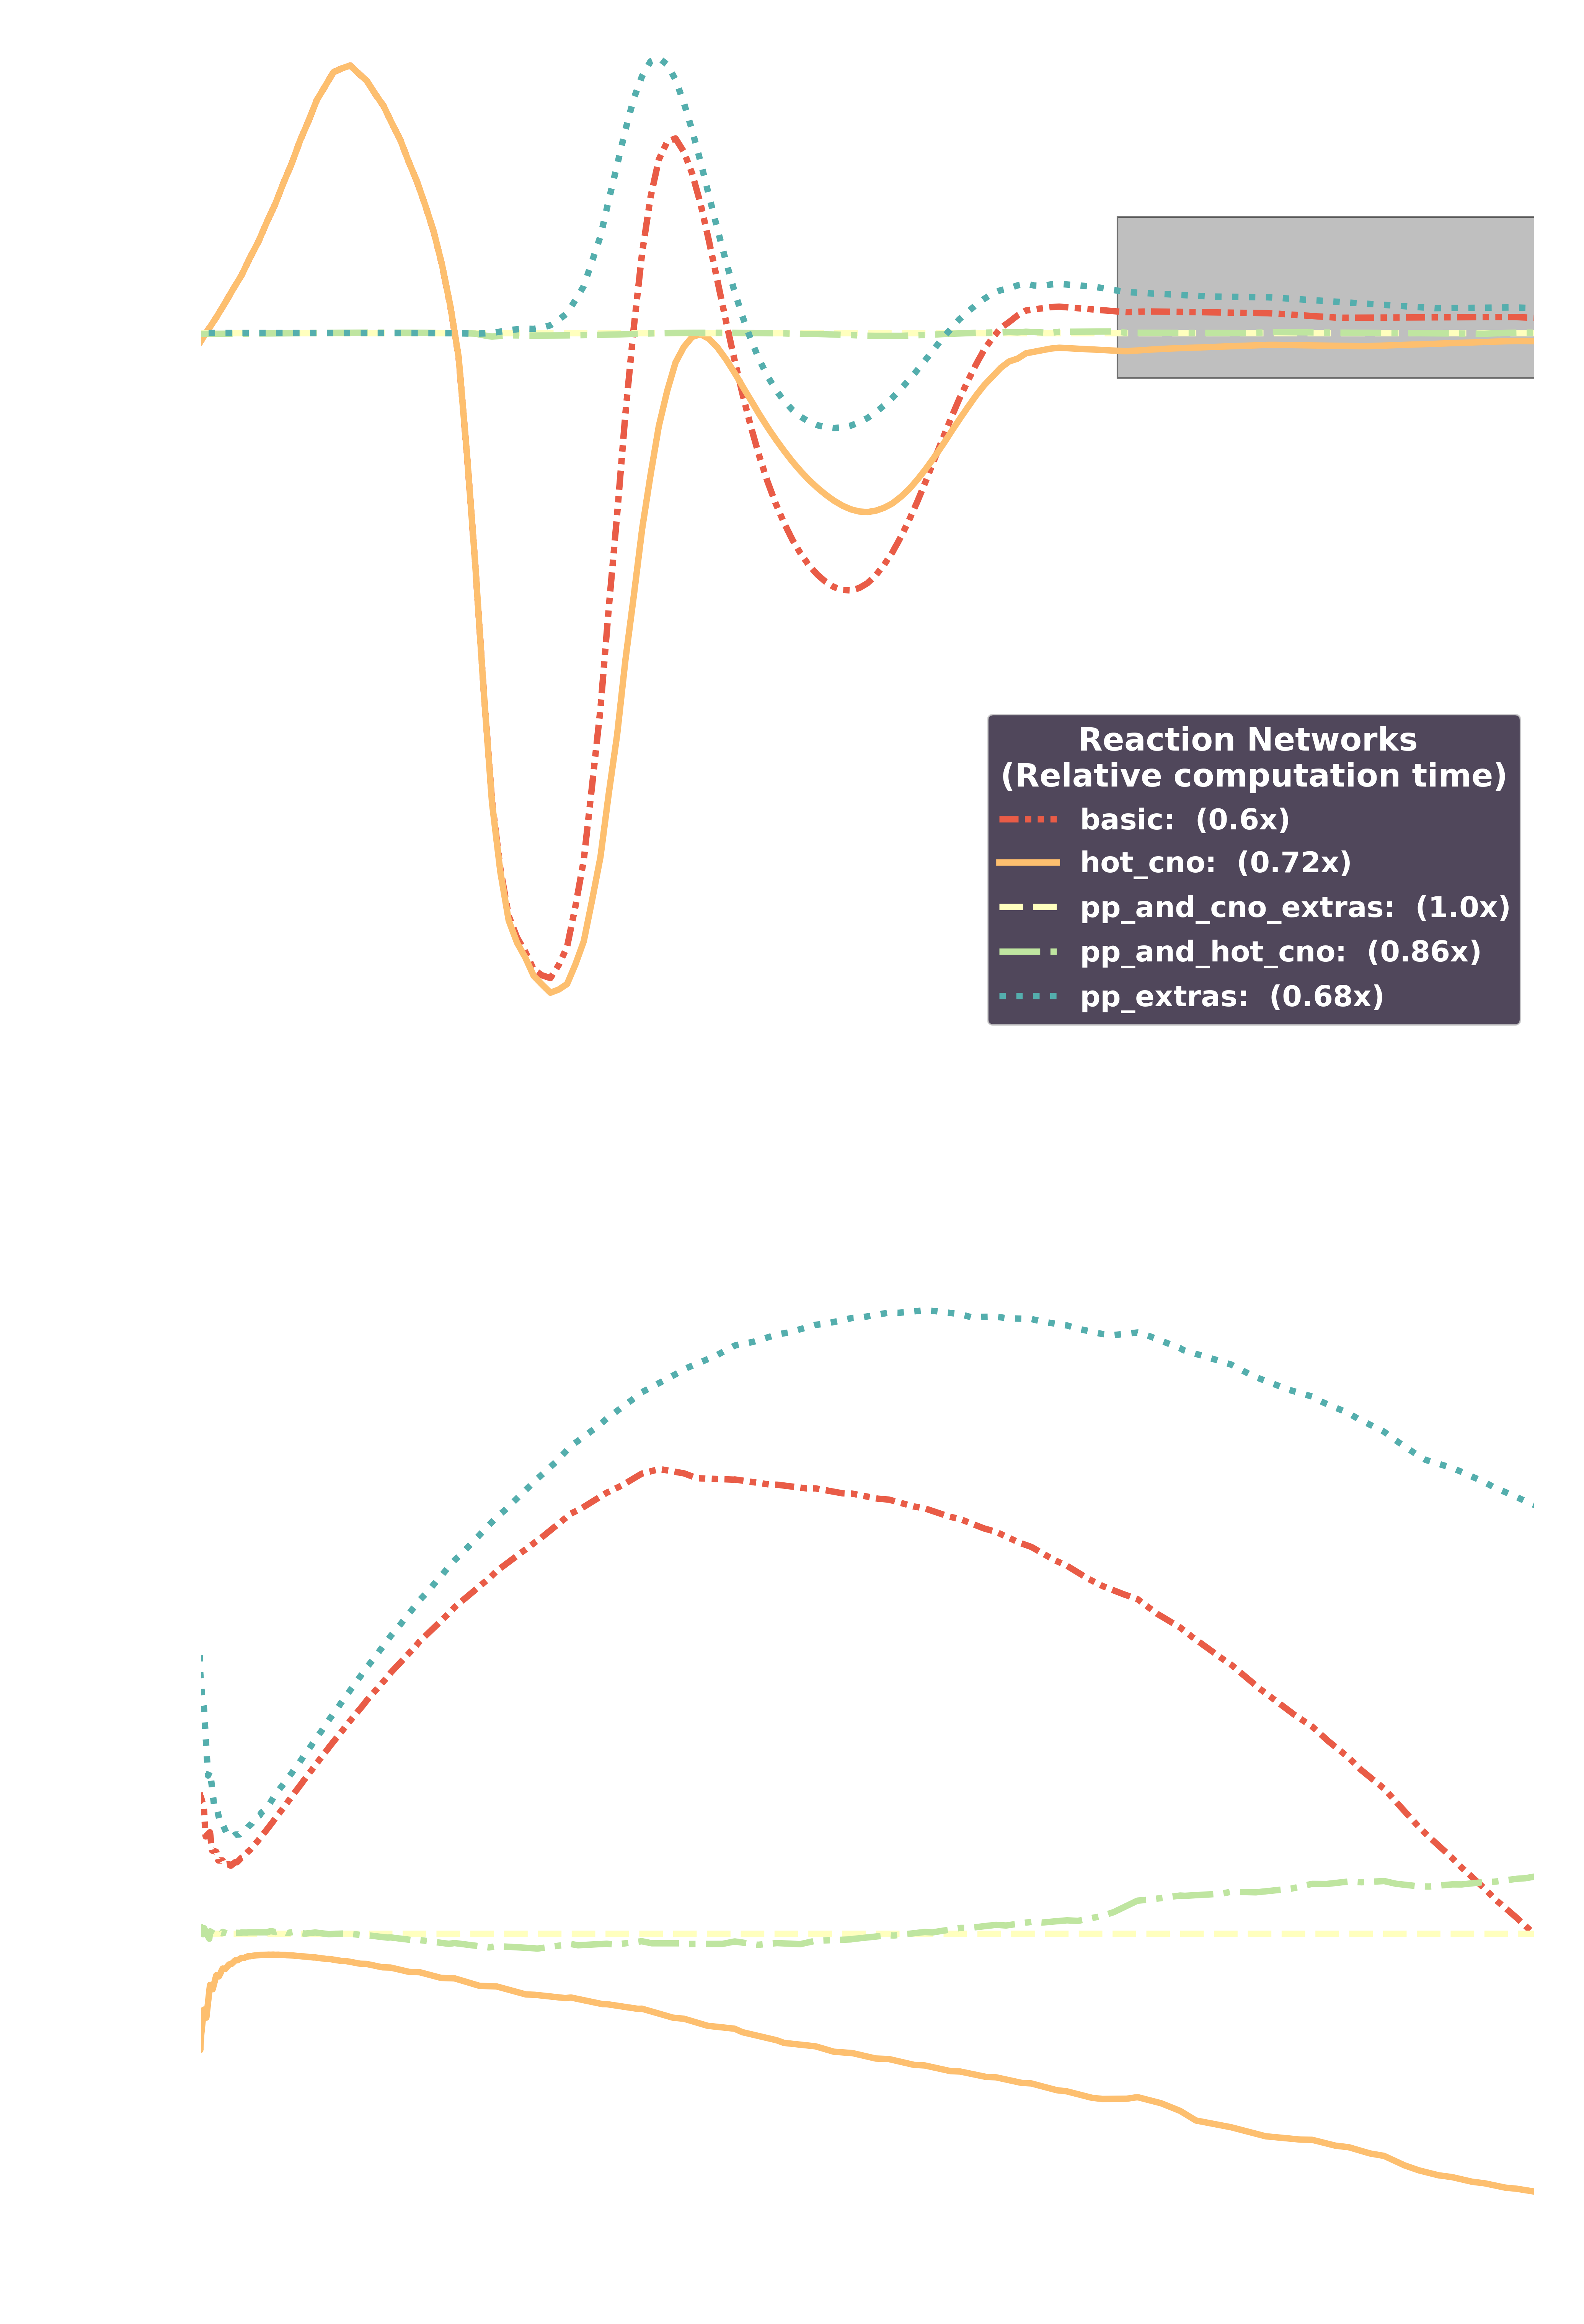 Reaction Networks
(Relative computation time)
basic: (0.6x)
hot_cno: (0.72x)
pp_and_cno_extras: (1.0x)
pp_and_hot_cno: (0.86x)
pp_extras: (0.68x)